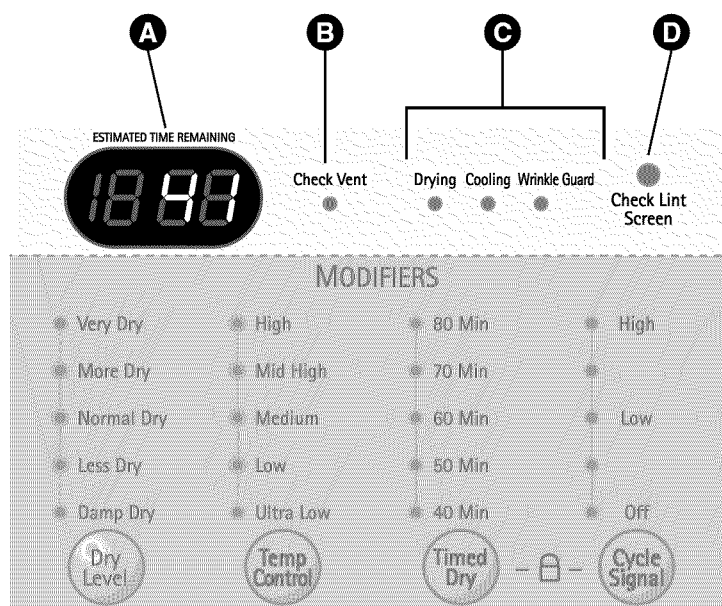 A B C D
ESTIMATED TIME REMAINING
41
Check Vent
Drying Cooling Wrinkle Guard
Check Lint
Screen
MODIFIERS
Very Dry High 80 Min High
More Dry Mid High 70 Min
Normal Dry Medium 60 Min Low
Less Dry Low 50 Min
Damp Dry Ultra Low 40 Min Off
Dry
Level
Temp
Control
Timed
Dry
Cycle
Signal